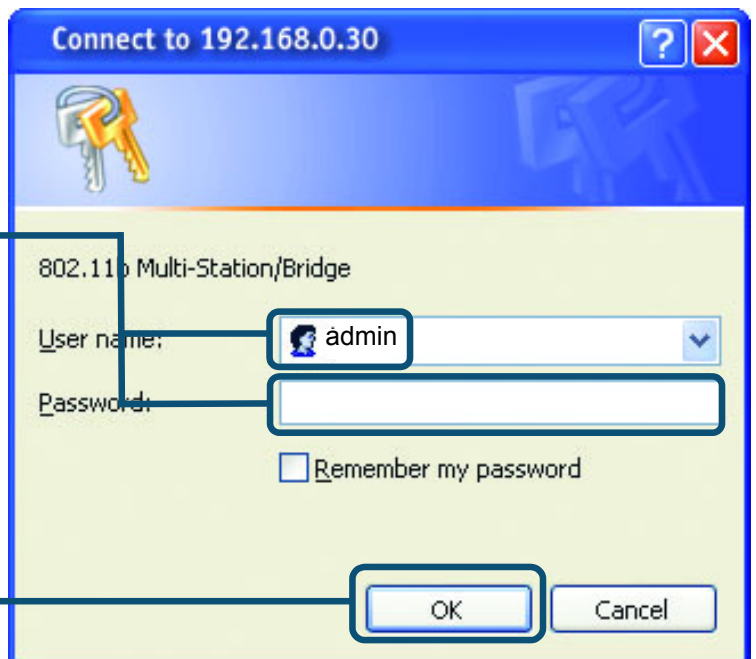 Connect to 192.168.0.30
802.11b Multi-Station/Bridge
User name: admin
Password:
Remember my password
OK Cancel